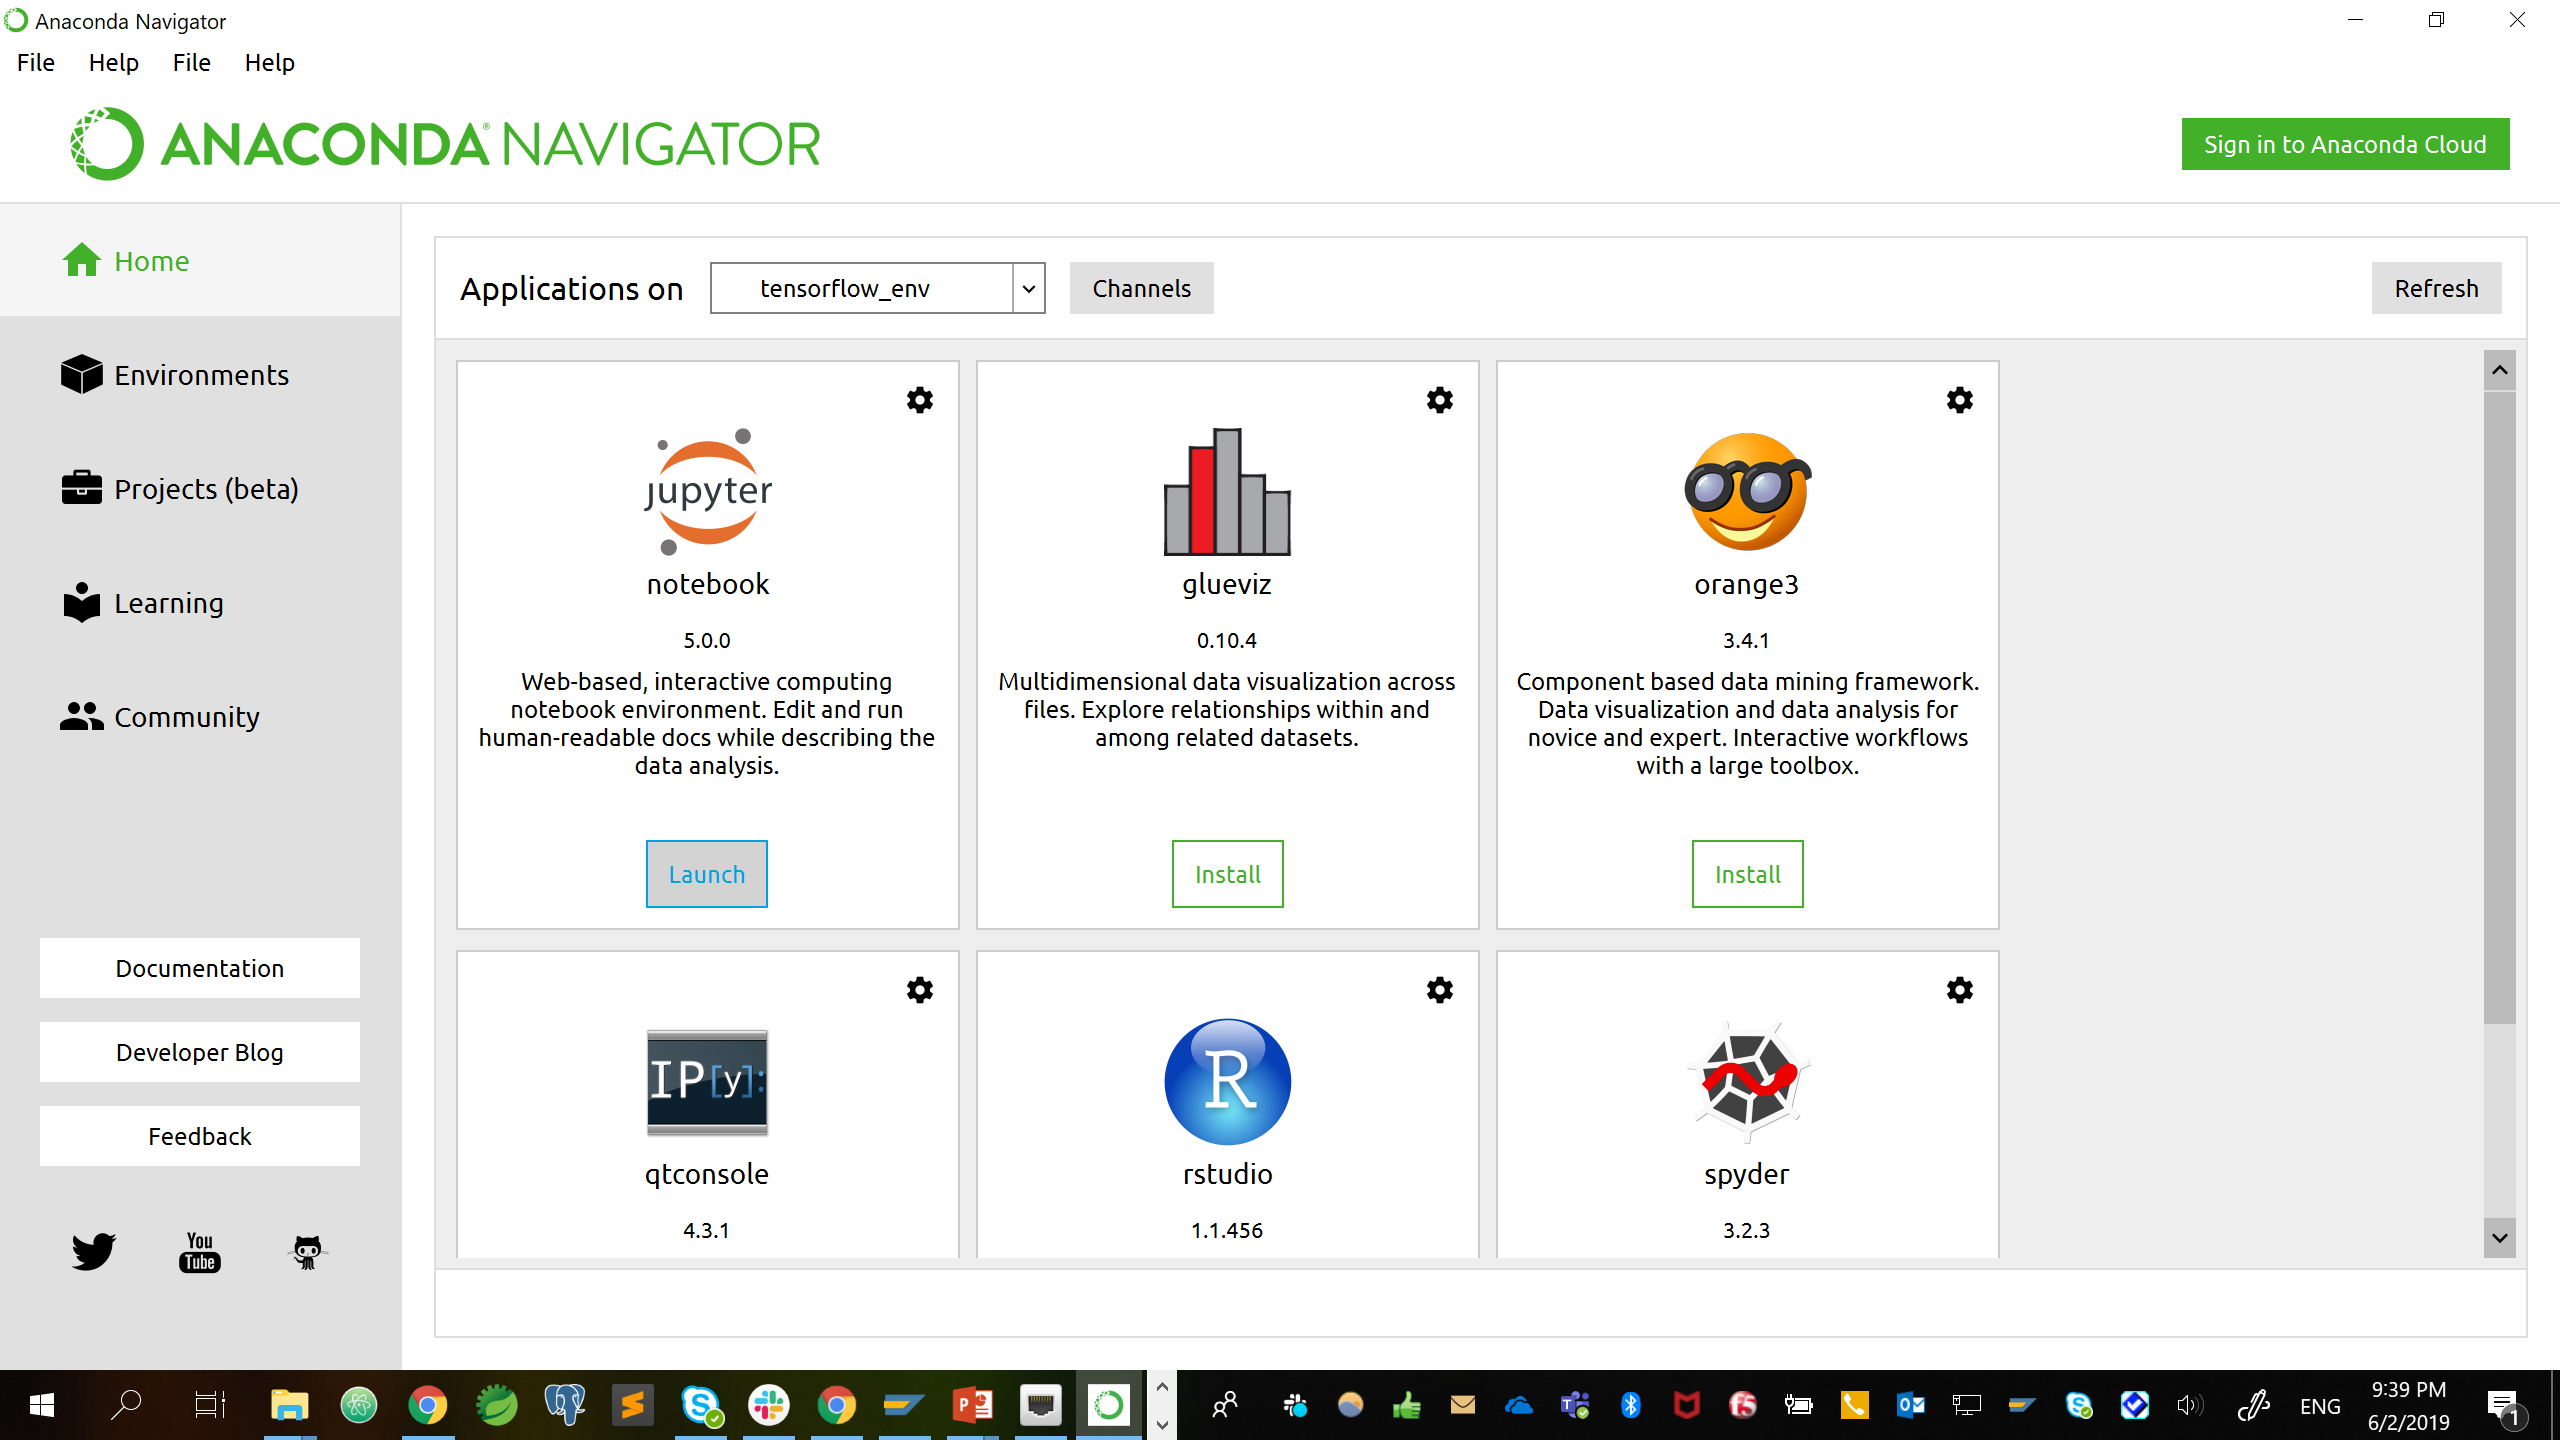 Anaconda Navigator
File Help File Help
ANACONDA® NAVIGATOR
Sign in to Anaconda Cloud
Home
Environments
Projects (beta)
Learning
Community
Documentation
Developer Blog
Feedback
You
Tube
Applications on tensorflow_env Channels Refresh
jupyter
notebook
5.0.0
Web-based, interactive computing
notebook environment. Edit and run
human-readable docs while describing the
data analysis.
Launch
glueviz
0.10.4
Multidimensional data visualization across
files. Explore relationships within and
among related datasets.
Install
orange3
3.4.1
Component based data mining framework.
Data visualization and data analysis for
novice and expert. Interactive workflows
with a large toolbox.
Install
IP[y]:
qtconsole
4.3.1
R
rstudio
1.1.456
spyder
3.2.3
ENG
9:39 PM
6/2/2019
1